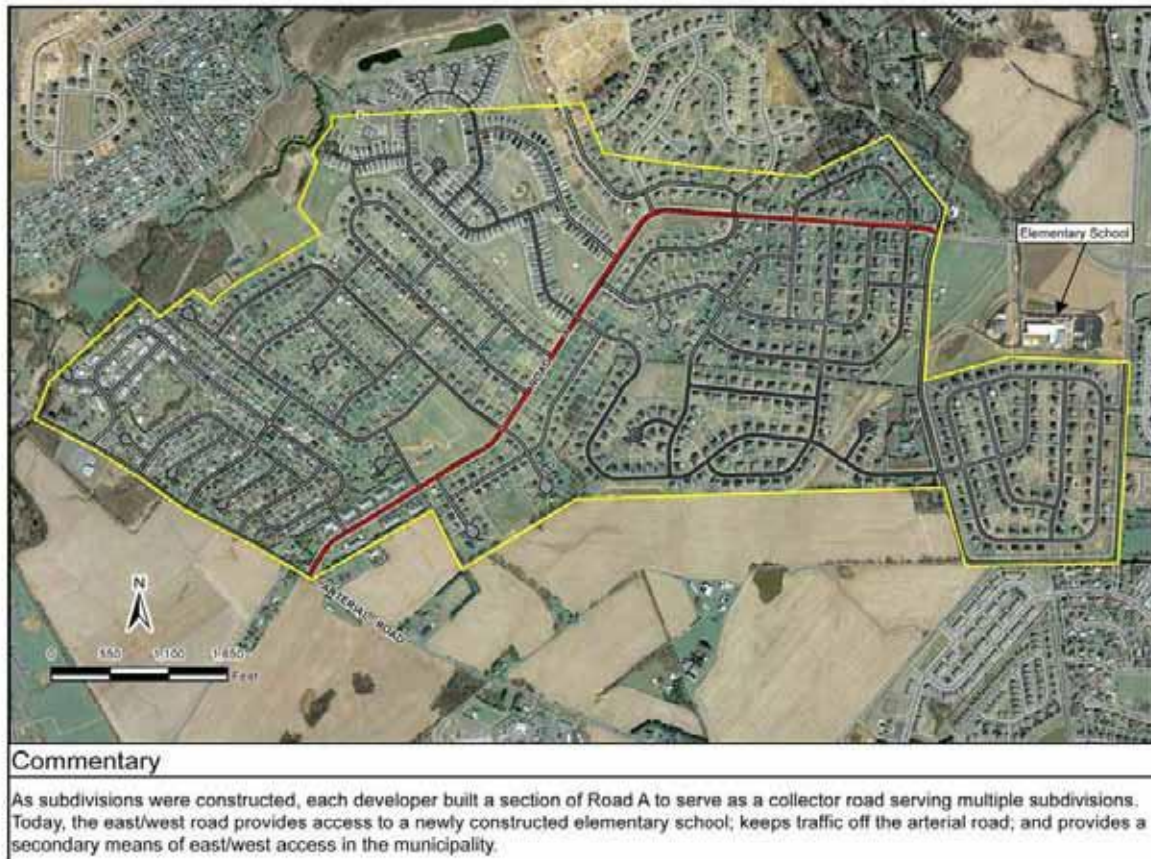 Elementary School
ROAD A
N
ARTERIAL ROAD
0 550 1,100 1,650
Feet
Commentary
As subdivisions were constructed, each developer built a section of Road A to serve as a collector road serving multiple subdivisions.
Today, the east/west road provides access to a newly constructed elementary school; keeps traffic off the arterial road; and provides a
secondary means of east/west access in the municipality.